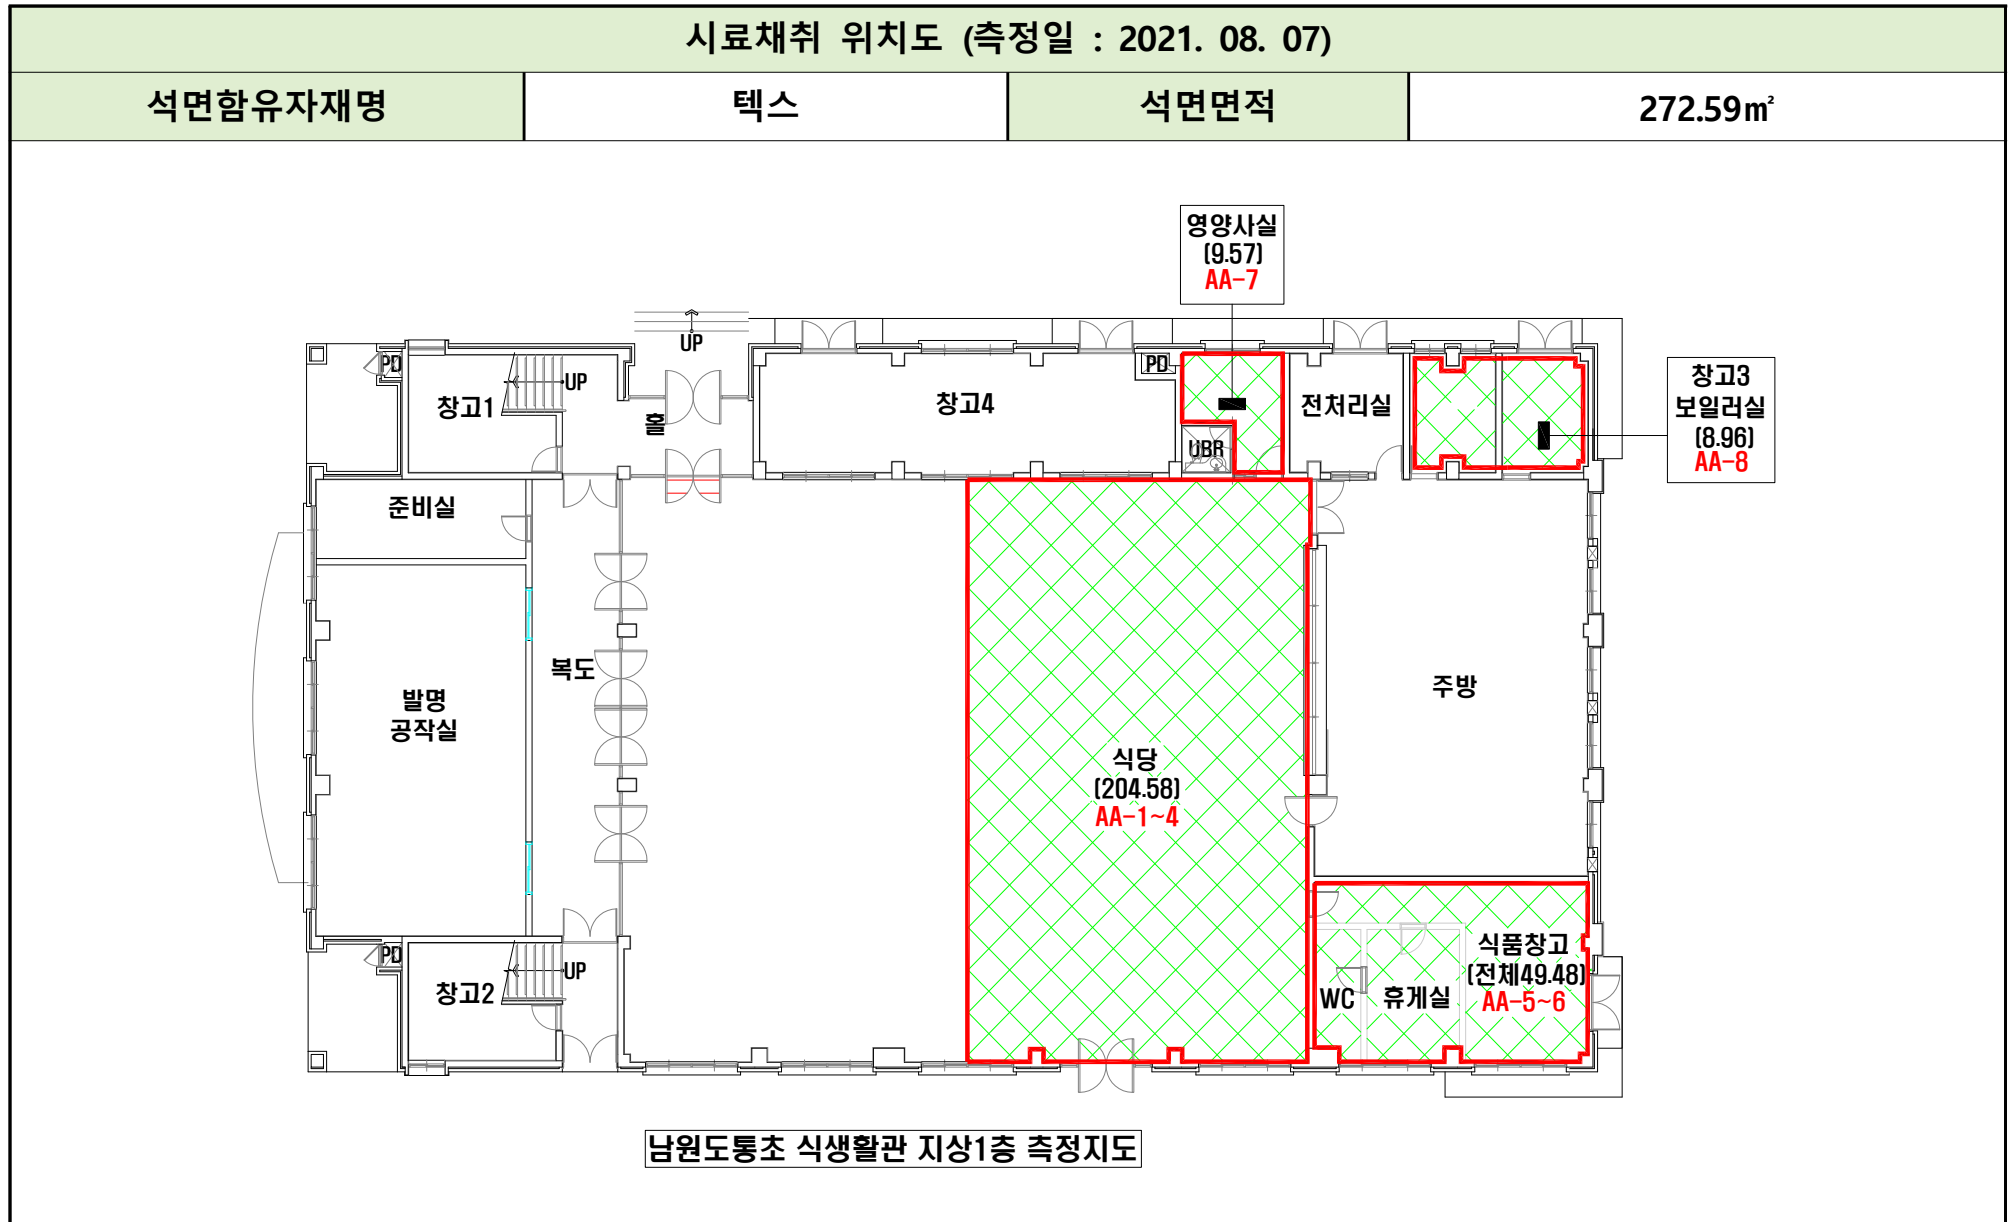 시료채취 위치도 (측정일 : 2021. 08. 07)
석면함유자재명 텍스 석면면적 272.59㎡
영양사실
(9.57)
AA-7
UP
PD
UP
창고1
홀
창고4
PD
UBR
전처리실
창고3
보일러실
(8.96)
AA-8
준비실
복도
발명
공작실
주방
식당
(204.58)
AA-1~4
PD
UP
창고2
WC
휴게실
식품창고
(전체49.48)
AA-5~6
남원도통초 식생활관 지상1층 측정지도